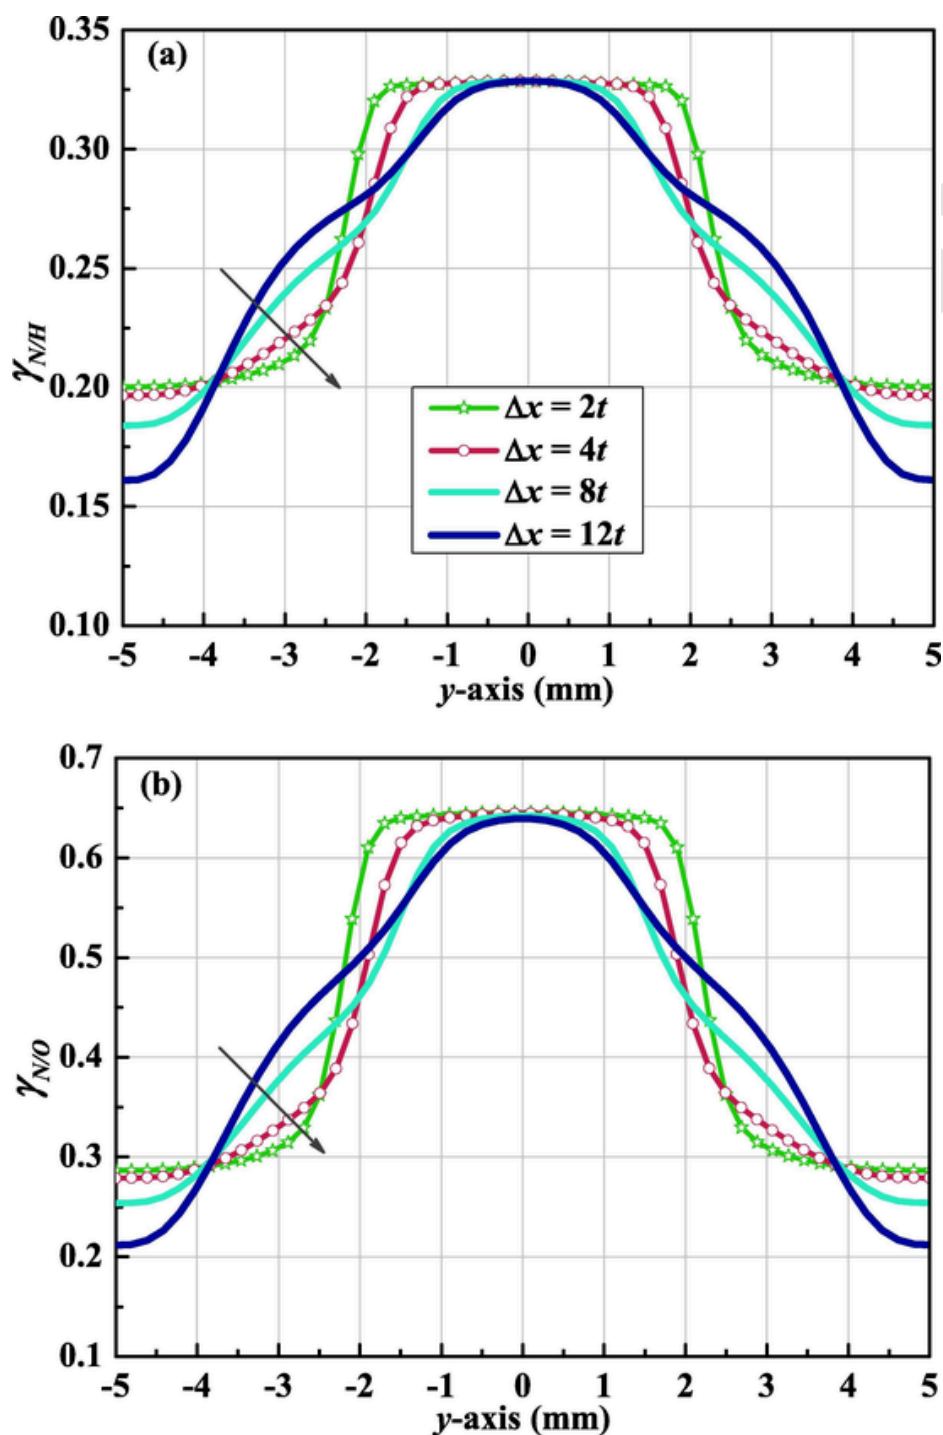 (a)
0.35
0.30
0.25
0.20
0.15
0.10
γN/H
Δx = 2t
Δx = 4t
Δx = 8t
Δx = 12t
-5 -4 -3 -2 -1 0 1 2 3 4 5
y-axis (mm)
(b)
0.7
0.6
0.5
0.4
0.3
0.2
0.1
γN/O
-5 -4 -3 -2 -1 0 1 2 3 4 5
y-axis (mm)